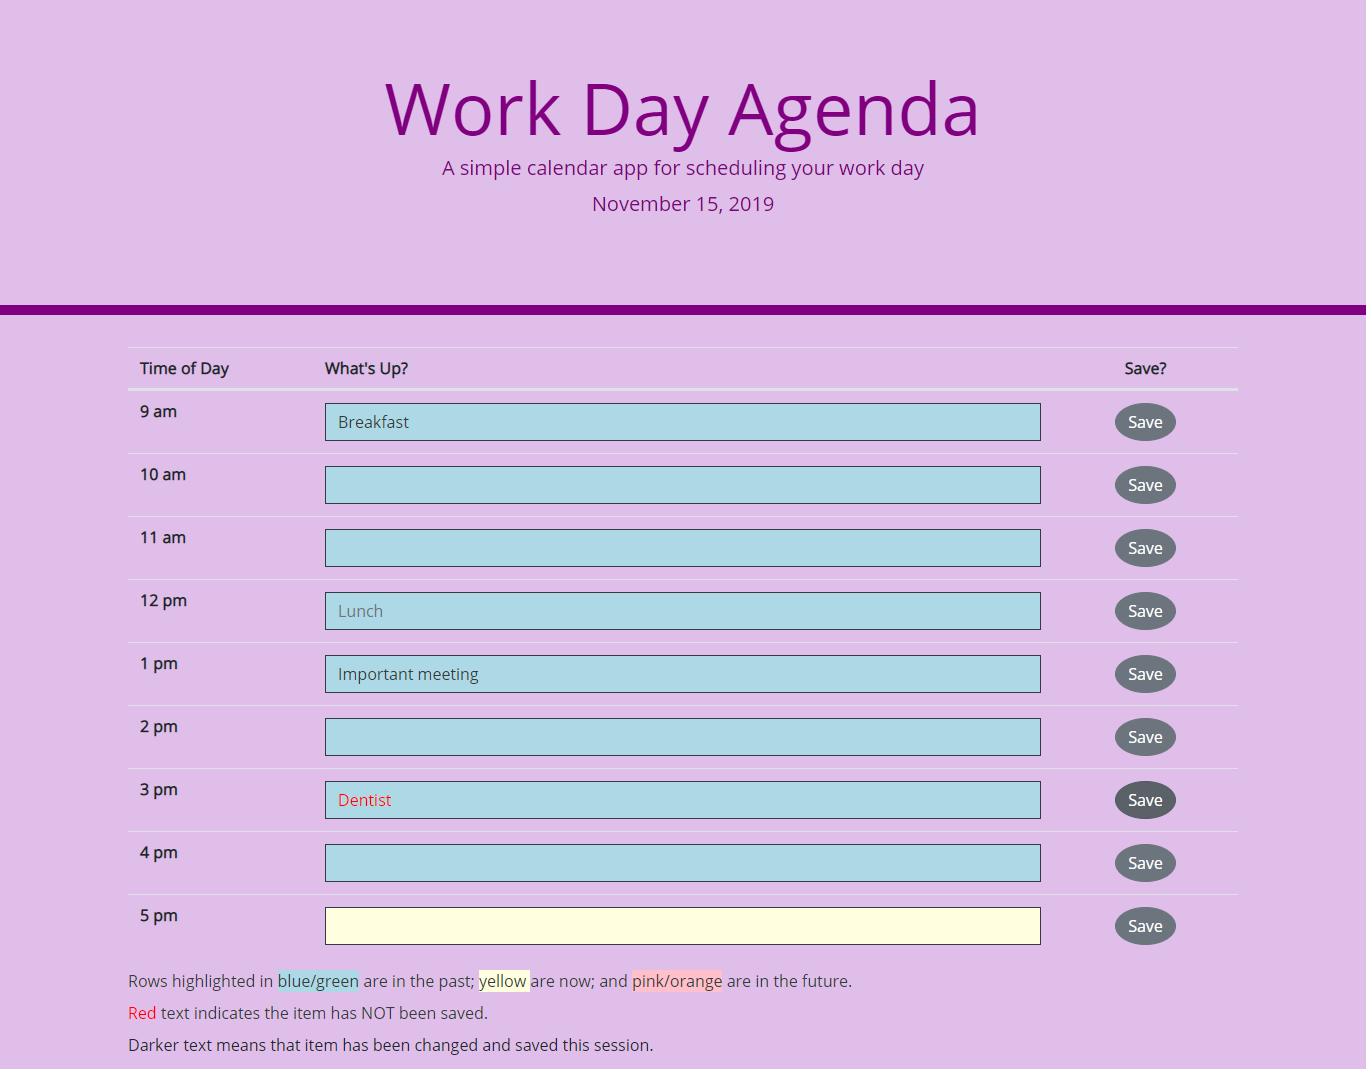 Work Day Agenda
A simple calendar app for scheduling your work day
November 15, 2019
Time of Day What's Up? Save?
9 am Breakfast Save
10 am Save
11 am Save
12 pm Lunch Save
1 pm Important meeting Save
2 pm Save
3 pm Dentist Save
4 pm Save
5 pm Save
Rows highlighted in blue/green are in the past; yellow are now; and pink/orange are in the future.
Red text indicates the item has NOT been saved.
Darker text means that item has been changed and saved this session.